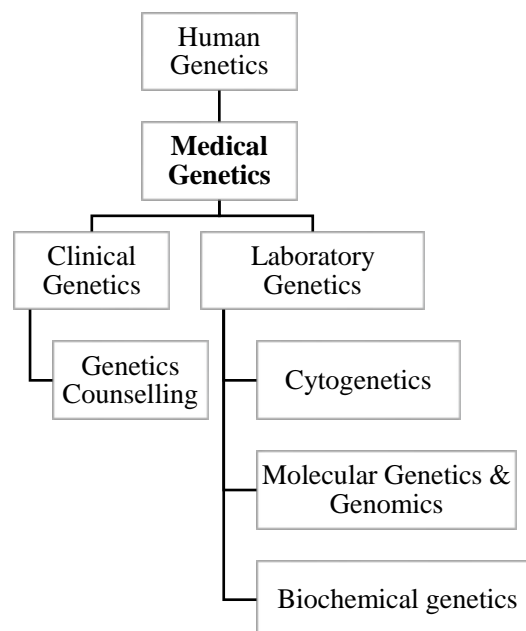 Human
Genetics
Medical
Genetics
Clinical
Genetics
Laboratory
Genetics
Genetics
Counselling
Cytogenetics
Molecular Genetics &
Genomics
Biochemical genetics